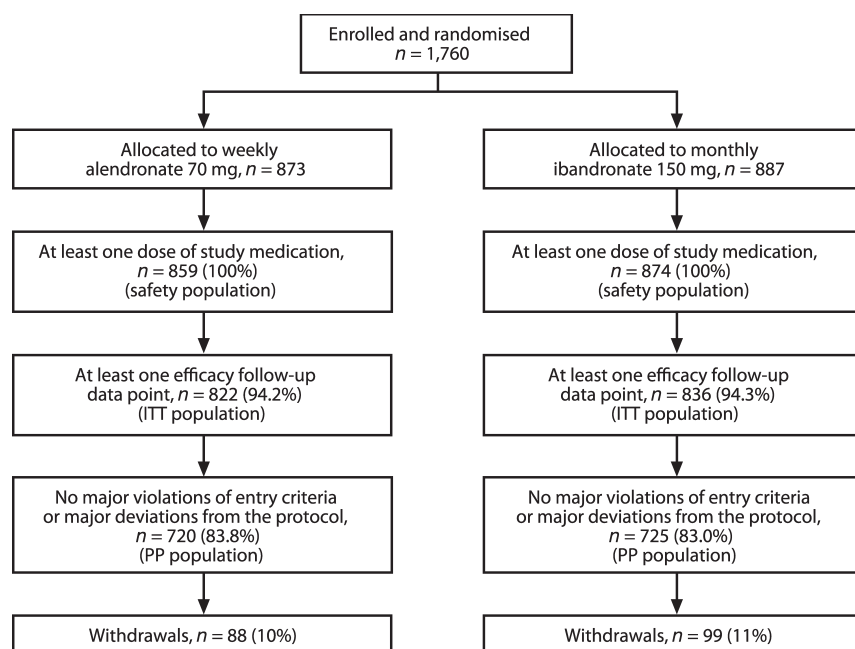 Enrolled and randomised
n = 1,760
Allocated to weekly
alendronate 70 mg, n = 873
Allocated to monthly
ibandronate 150 mg, n = 887
At least one dose of study medication,
n = 859 (100%)
(safety population)
At least one dose of study medication,
n = 874 (100%)
(safety population)
At least one efficacy follow-up
data point, n = 822 (94.2%)
(ITT population)
At least one efficacy follow-up
data point, n = 836 (94.3%)
(ITT population)
No major violations of entry criteria
or major deviations from the protocol,
n = 720 (83.8%)
(PP population)
No major violations of entry criteria
or major deviations from the protocol,
n = 725 (83.0%)
(PP population)
Withdrawals, n = 88 (10%)
Withdrawals, n = 99 (11%)